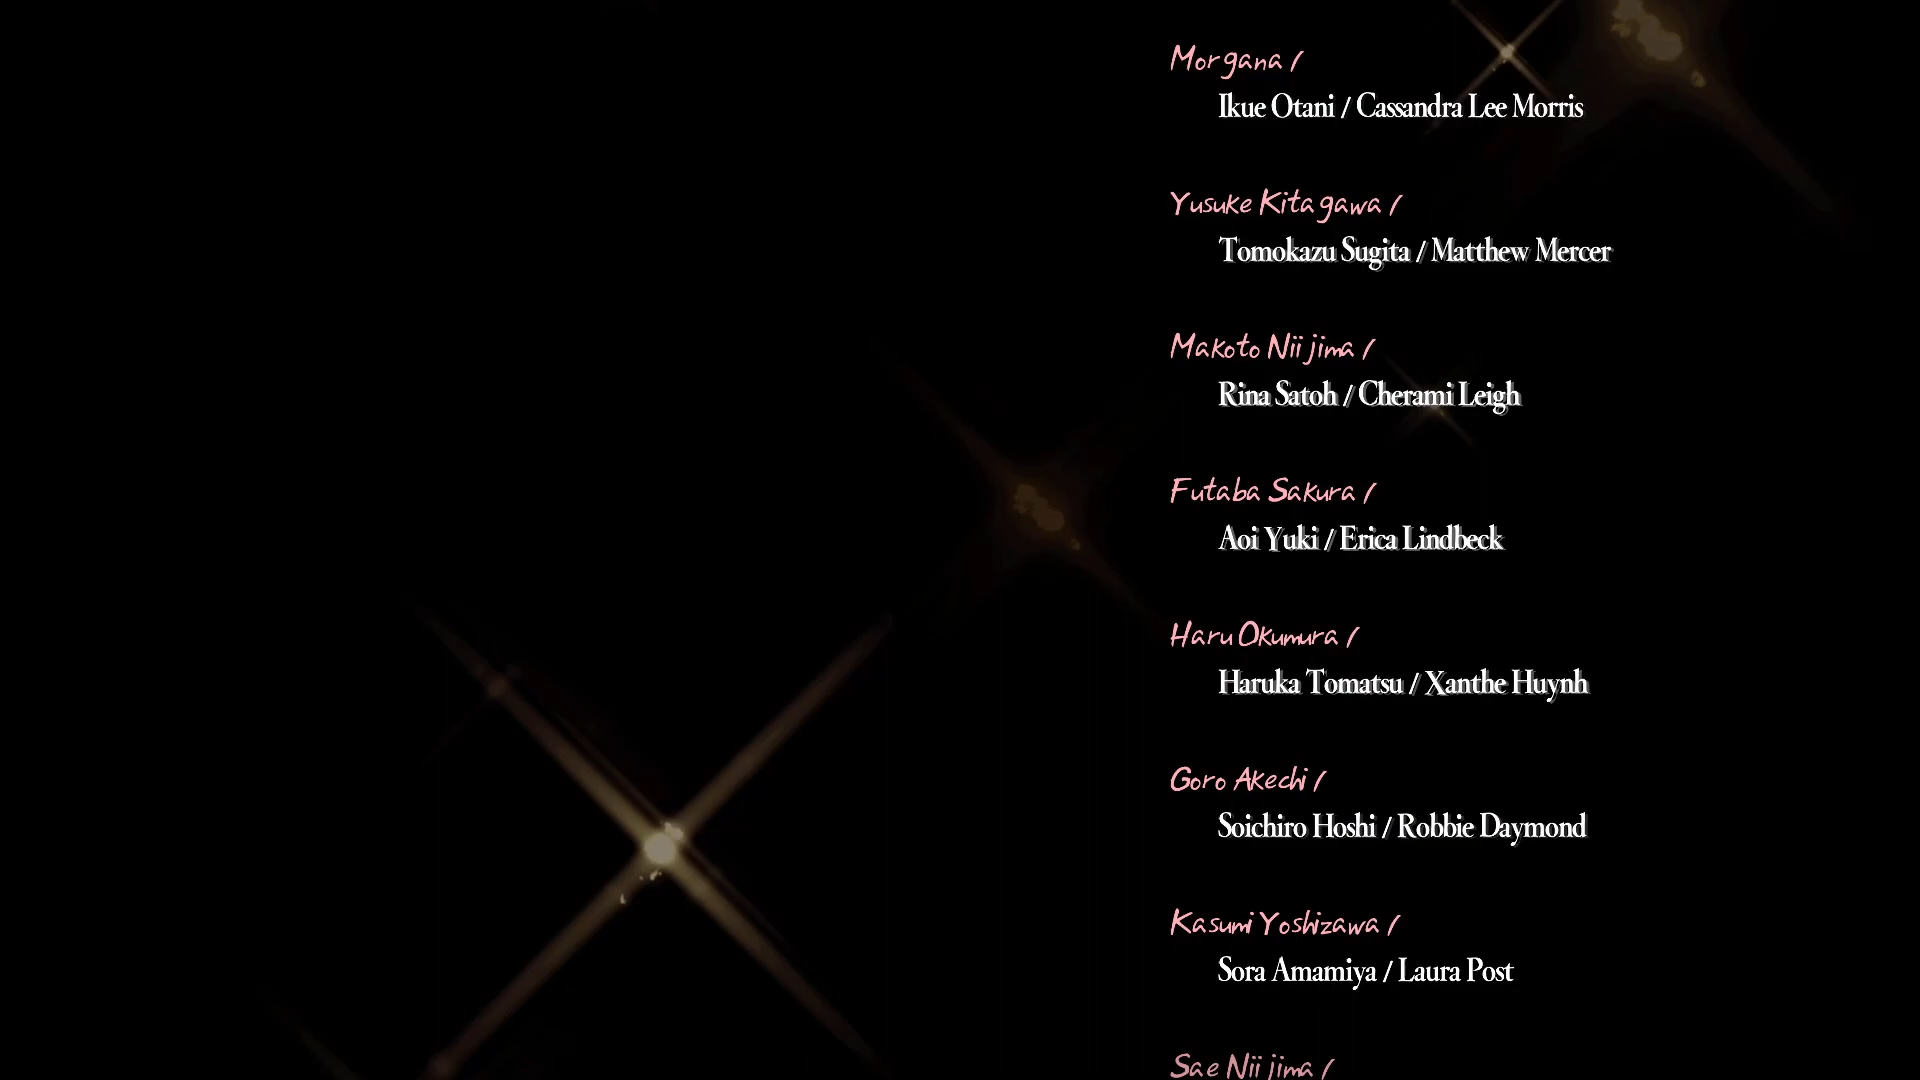 Morgana /
Ikue Otani / Cassandra Lee Morris
Yusuke Kitagawa /
Tomokazu Sugita / Matthew Mercer
Makoto Niijima /
Rina Satoh / Cherami Leigh
Futaba Sakura /
Aoi Yuki / Erica Lindbeck
Haru Okumura /
Haruka Tomatsu / Xanthe Huynh
Goro Akechi /
Soichiro Hoshi / Robbie Daymond
Kasumi Yoshizawa /
Sora Amamiya / Laura Post
Sae Niijima /